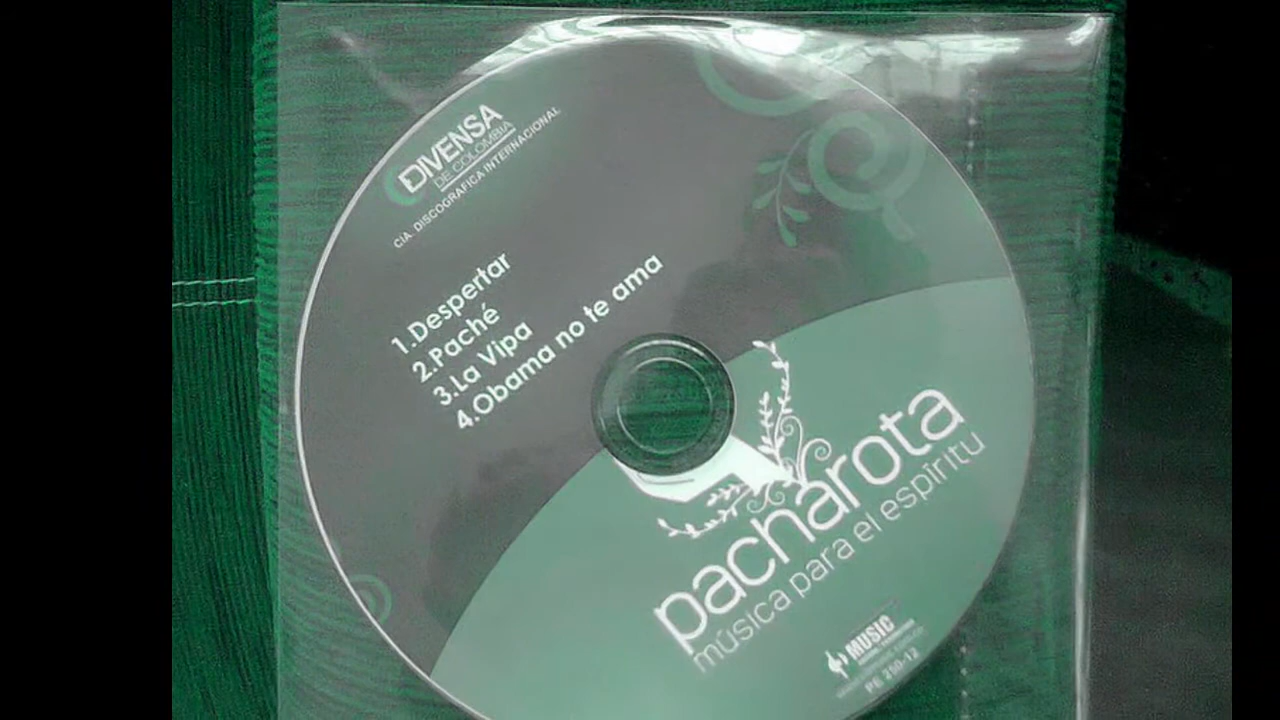 DIVENSA
DE COLOMBIA
CIA. DISCOGRAFICA INTERNACIONAL
1.Despertar
2.Paché
3.La Vipa
4.Obama no te ama
pacharota
música para el espíritu
MUSIC
PE 250-12